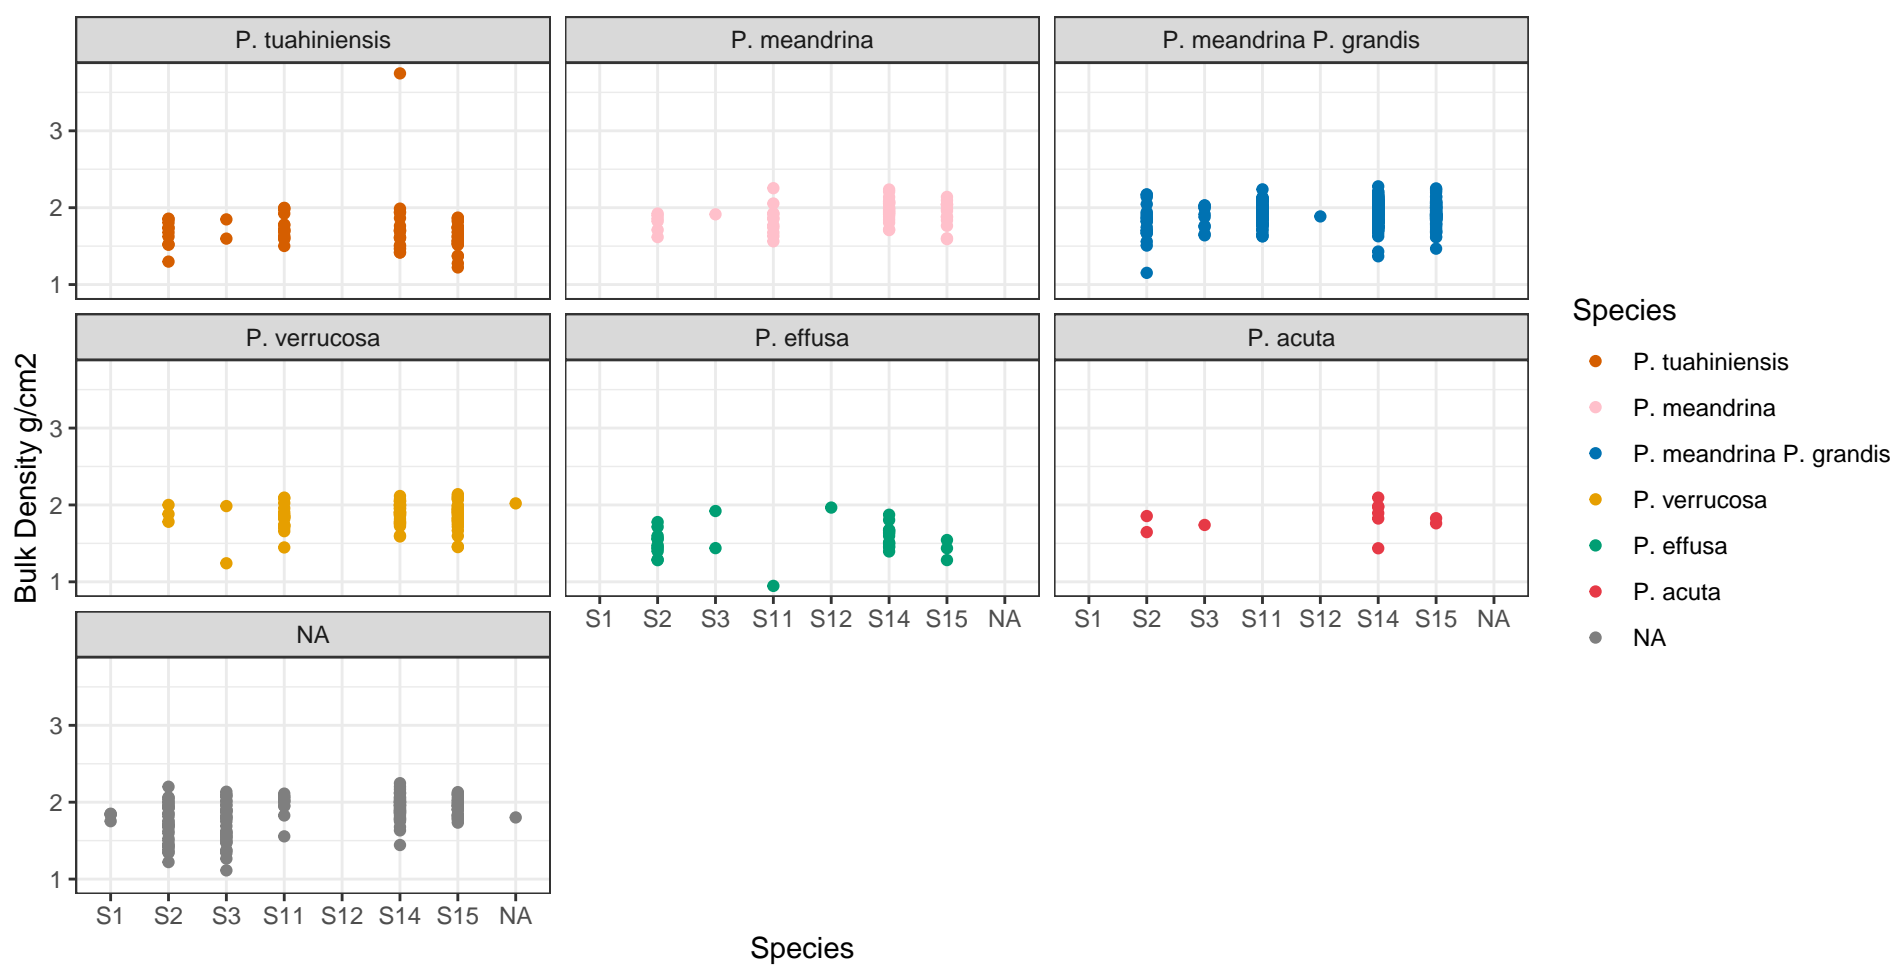 P. tuahiniensis P. meandrina P. meandrina P. grandis
3
2
1
P. verrucosa P. effusa P. acuta
3
2
1
S1 S2 S3 S11 S12 S14 S15 NA S1 S2 S3 S11 S12 S14 S15 NA
NA
3
2
1
S1 S2 S3 S11 S12 S14 S15 NA
Species
Bulk Density g/cm2
Species
P. tuahiniensis
P. meandrina
P. meandrina P. grandis
P. verrucosa
P. effusa
P. acuta
NA